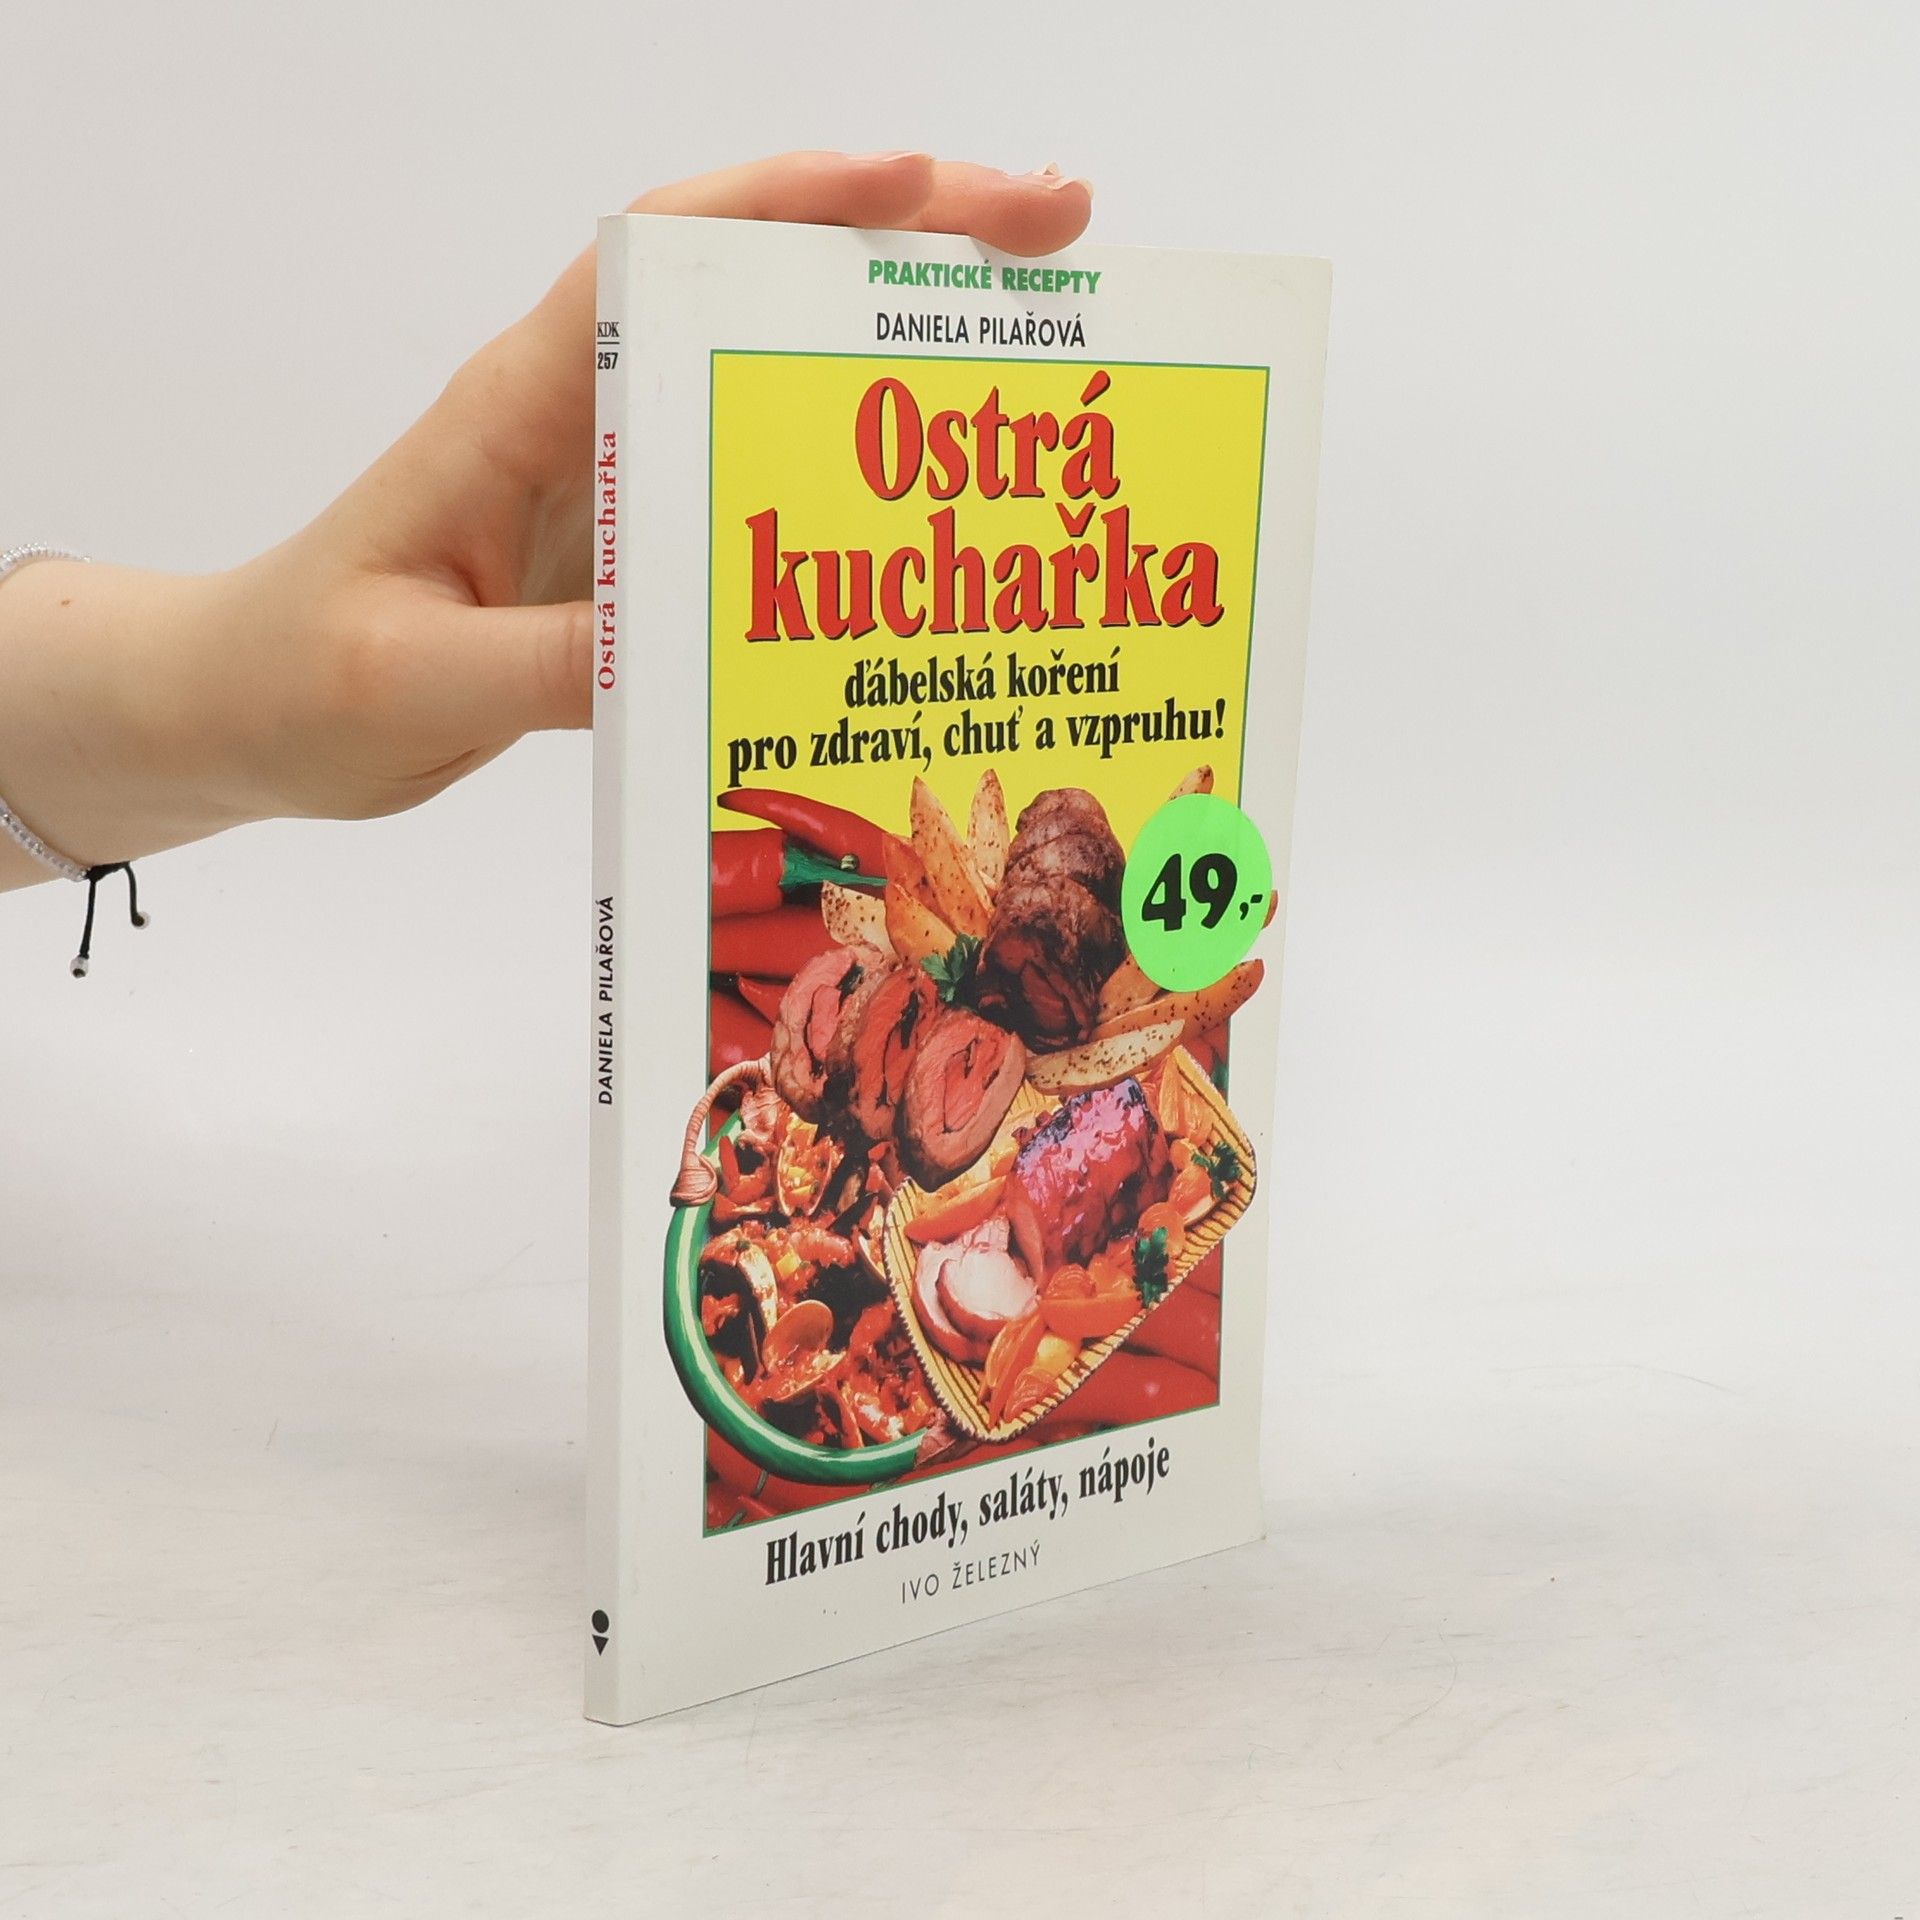 PRAKTICKÉ RECEPTY
DANIELA PILAŘOVÁ
Ostrá
kuchařka
ďábelská koření
pro zdraví, chuť a vzpruhu!
49,-
Hlavní chody, saláty, nápoje
IVO ŽELEZNÝ
KDK
257
Ostrá kuchařka
DANIELA PILAŘOVÁ